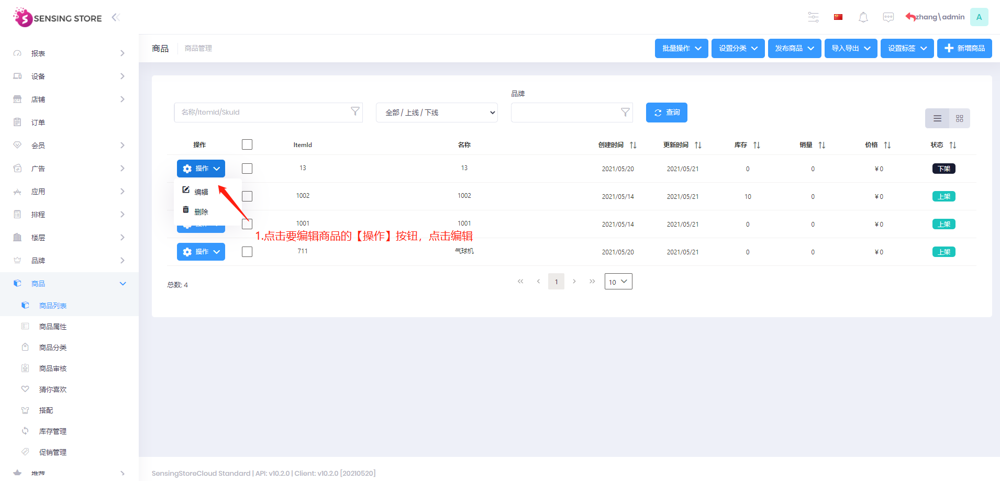 SENSING STORE
zhang\admin
A
报表
设备
店铺
订单
会员
广告
应用
排程
楼层
品牌
商品
商品列表
商品属性
商品分类
商品审核
猜你喜欢
搭配
库存管理
促销管理
推荐
商品 商品管理
批量操作 设置分类 发布商品 导入导出 设置标签 新增商品
品牌
名称/ItemId/SkuId 全部 / 上线 / 下线 查询
操作 ItemId 名称 创建时间 更新时间 库存 销量 价格 状态
操作 13 13 2021/05/20 2021/05/21 0 0 ¥ 0 下架
编辑
1002 1002 2021/05/14 2021/05/21 10 0 ¥ 0 上架
删除
1001 1001 2021/05/14 2021/05/21 0 0 ¥ 0 上架
1.点击要编辑商品的【操作】按钮，点击编辑
操作 711 气球机 2021/05/20 2021/05/21 0 0 ¥ 0 上架
总数: 4
1
10
SensingStoreCloud Standard | API: v10.2.0 | Client: v10.2.0 [20210520]